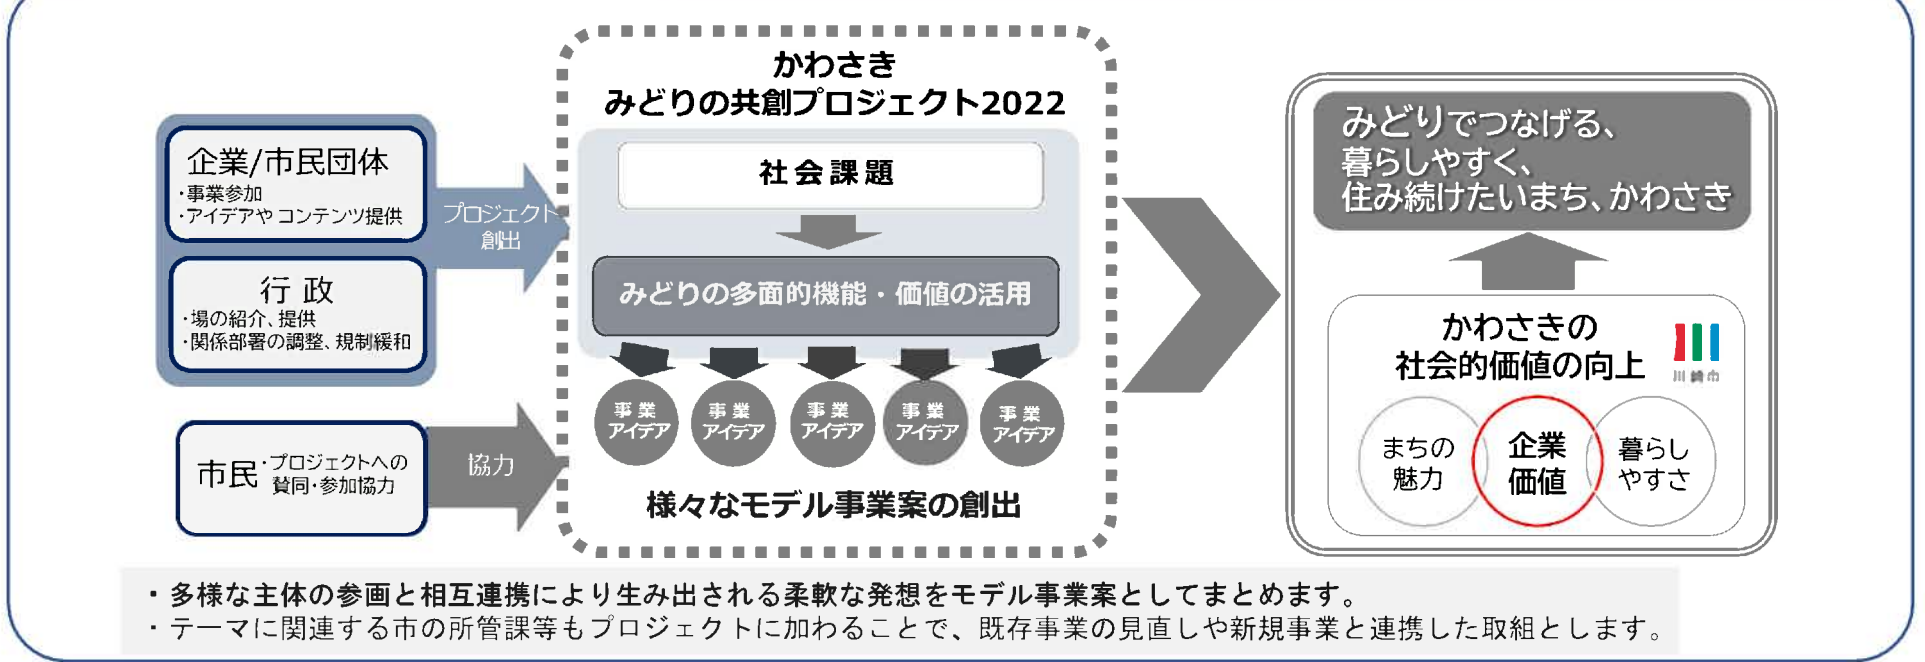 かわさき
みどりの共創プロジェクト2022
企業/市民団体
・事業参加
・アイデアや コンテンツ提供
行 政
・場の紹介、提供
・関係部署の調整、規制緩和
プロジェクト
創出
市民
・プロジェクトへの
賛同・参加協力
協力
社会課題
みどりの多面的機能・価値の活用
事業
アイデア
事業
アイデア
事業
アイデア
事業
アイデア
事業
アイデア
様々なモデル事業案の創出
みどりでつなげる、
暮らしやすく、
住み続けたいまち、かわさき
かわさきの
社会的価値の向上
川崎市
まちの
魅力
企業
価値
暮らし
やすさ
・多様な主体の参画と相互連携により生み出される柔軟な発想をモデル事業案としてまとめます。
・テーマに関連する市の所管課等もプロジェクトに加わることで、既存事業の見直しや新規事業と連携した取組とします。